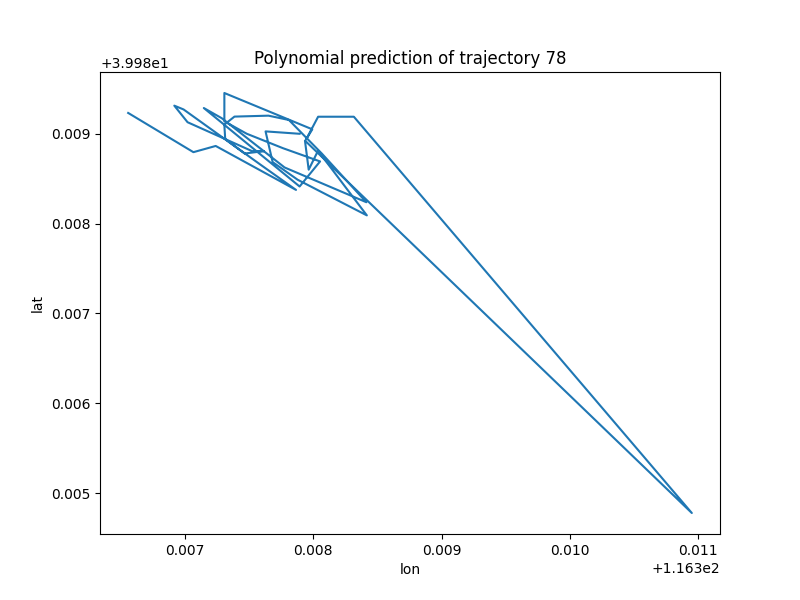 Polynomial prediction of trajectory 78
+3.998e1
0.009
0.008
0.007
0.006
0.005
lat
0.007 0.008 0.009 0.010 0.011
lon
+1.163e2